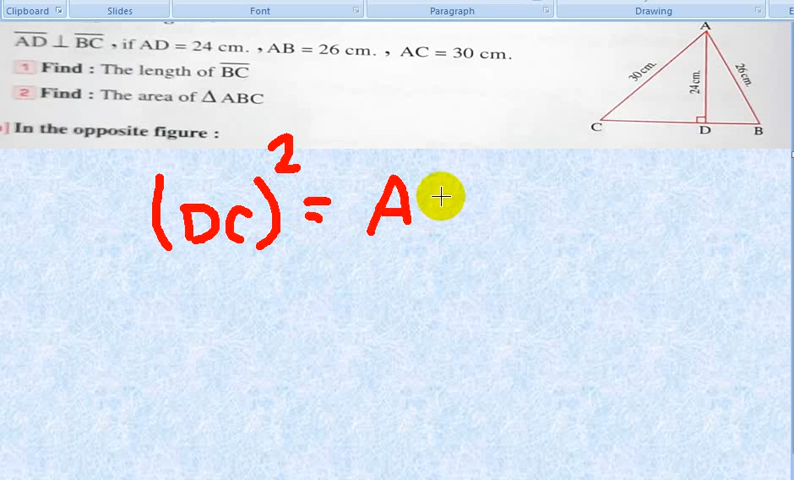 Clipboard Slides Font Paragraph Drawing E
AD ⊥ BC , if AD = 24 cm. , AB = 26 cm. , AC = 30 cm.
1 Find : The length of BC
2 Find : The area of Δ ABC
] In the opposite figure :
A
30 cm.
24 cm.
26 cm.
C D B
(DC)² = A